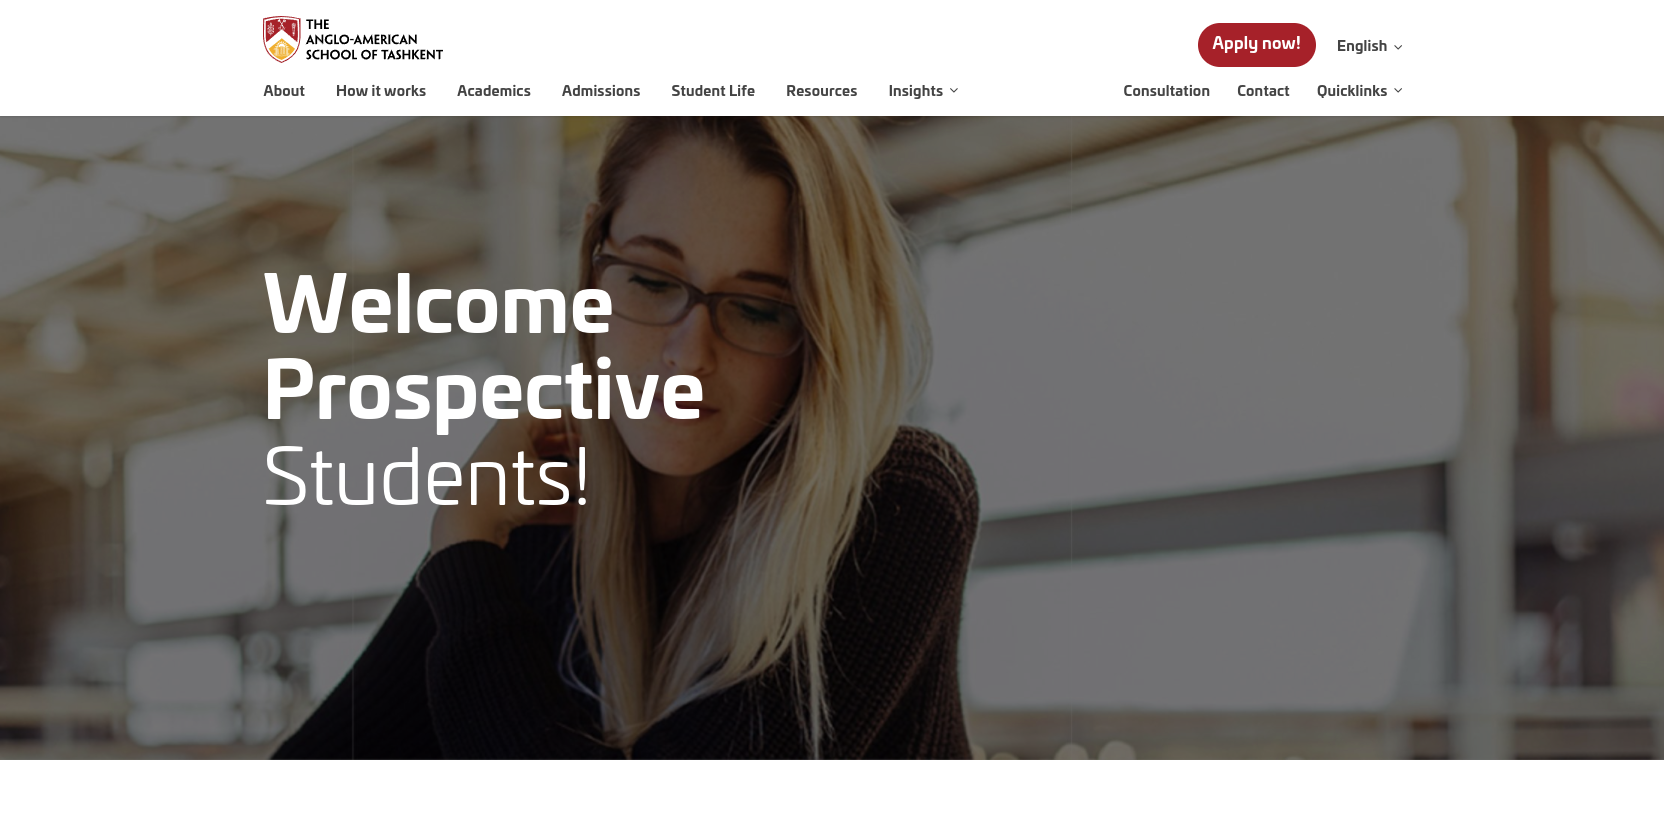 THE
ANGLO-AMERICAN
SCHOOL OF TASHKENT
Apply now!
English
About
How it works
Academics
Admissions
Student Life
Resources
Insights
Consultation
Contact
Quicklinks
Welcome
Prospective
Students!